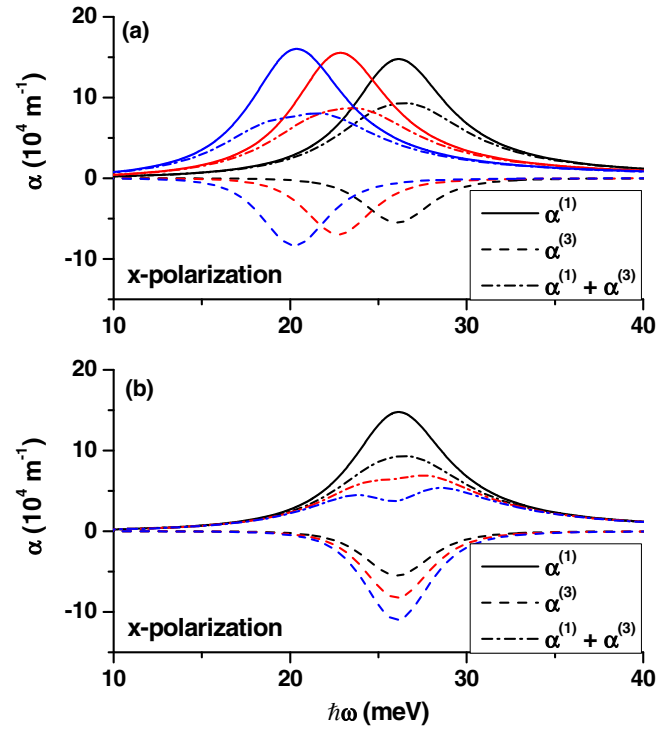 (a)
20
10
0
-10
α (10⁴ m⁻¹)
x-polarization
α⁽¹⁾
α⁽³⁾
α⁽¹⁾ + α⁽³⁾
10 20 30 40
(b)
20
10
0
-10
α (10⁴ m⁻¹)
x-polarization
α⁽¹⁾
α⁽³⁾
α⁽¹⁾ + α⁽³⁾
10 20 30 40
ℏω (meV)